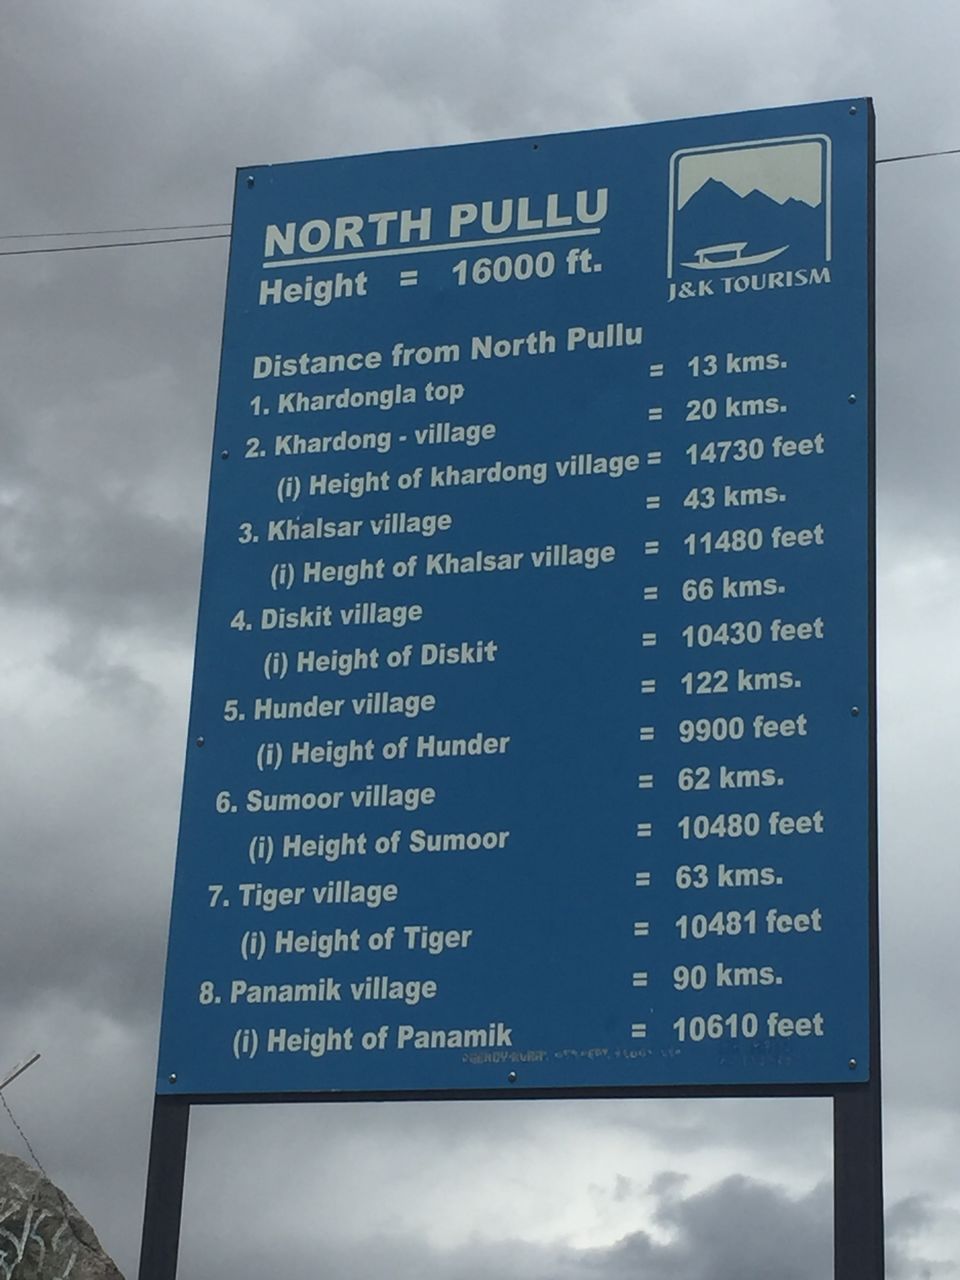 NORTH PULLU
Height = 16000 ft.
J&K TOURISM
Distance from North Pullu
1. Khardongla top = 13 kms.
2. Khardong - village = 20 kms.
(i) Height of khardong village = 14730 feet
3. Khalsar village = 43 kms.
(i) Height of Khalsar village = 11480 feet
4. Diskit village = 66 kms.
(i) Height of Diskit = 10430 feet
5. Hunder village = 122 kms.
(i) Height of Hunder = 9900 feet
6. Sumoor village = 62 kms.
(i) Height of Sumoor = 10480 feet
7. Tiger village = 63 kms.
(i) Height of Tiger = 10481 feet
8. Panamik village = 90 kms.
(i) Height of Panamik = 10610 feet